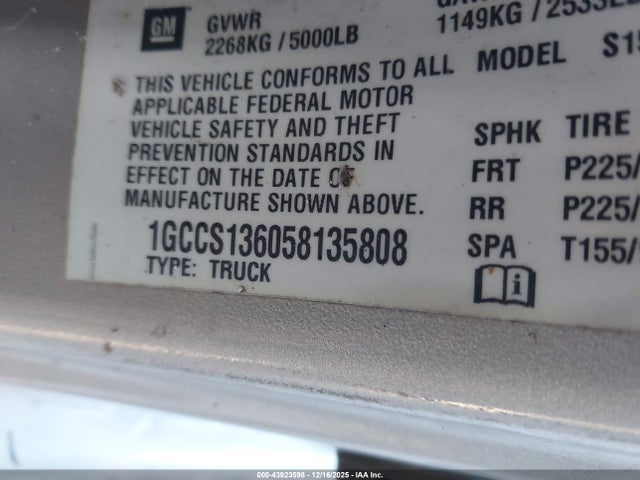 GM
GVWR
2268KG / 5000LB
1149KG / 2533LB
THIS VEHICLE CONFORMS TO ALL
APPLICABLE FEDERAL MOTOR
VEHICLE SAFETY AND THEFT
PREVENTION STANDARDS IN
EFFECT ON THE DATE OF
MANUFACTURE SHOWN ABOVE.
1GCCS136058135808
TYPE: TRUCK
MODEL S15
SPHK TIRE
FRT P225/
RR P225/
SPA T155/
i
000-43923598 - 12/16/2025 - IAA Inc.